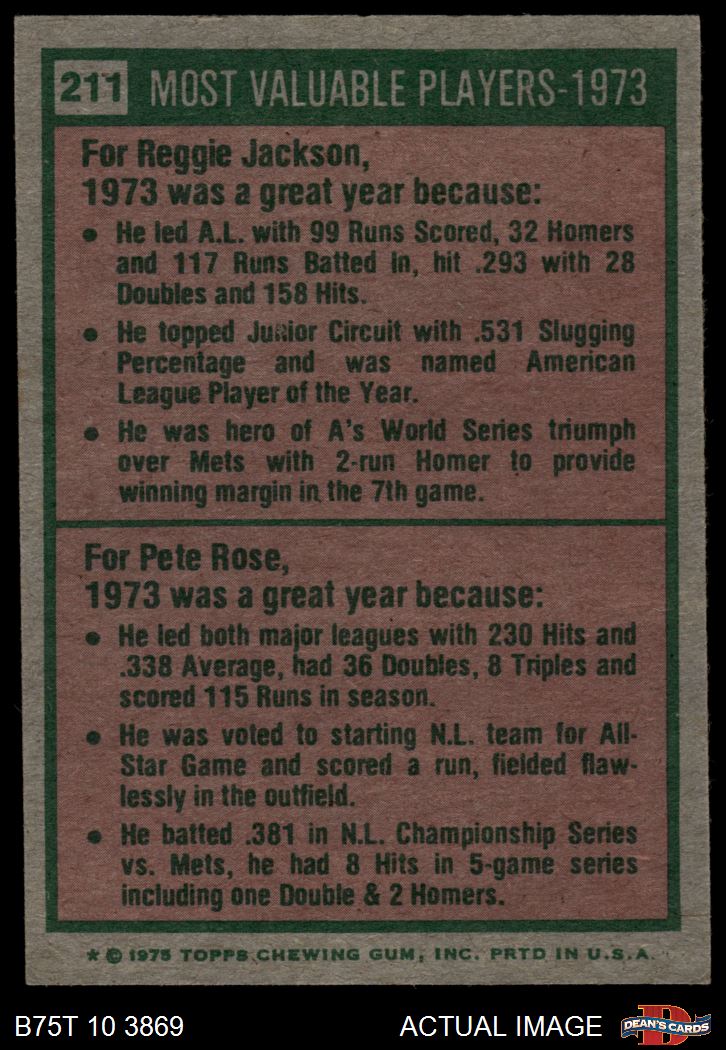 211 MOST VALUABLE PLAYERS-1973
For Reggie Jackson,
1973 was a great year because:
• He led A.L. with 99 Runs Scored, 32 Homers
and 117 Runs Batted In, hit .293 with 28
Doubles and 158 Hits.
• He topped Junior Circuit with .531 Slugging
Percentage and was named American
League Player of the Year.
• He was hero of A's World Series triumph
over Mets with 2-run Homer to provide
winning margin in the 7th game.
For Pete Rose,
1973 was a great year because:
• He led both major leagues with 230 Hits and
.338 Average, had 36 Doubles, 8 Triples and
scored 115 Runs in season.
• He was voted to starting N.L. team for All-
Star Game and scored a run, fielded flaw-
lessly in the outfield.
• He batted .381 in N.L. Championship Series
vs. Mets, he had 8 Hits in 5-game series
including one Double & 2 Homers.
* © 1975 TOPPS CHEWING GUM, INC. PRTD IN U.S.A.
B75T 10 3869 ACTUAL IMAGE D DEAN'S CARDS